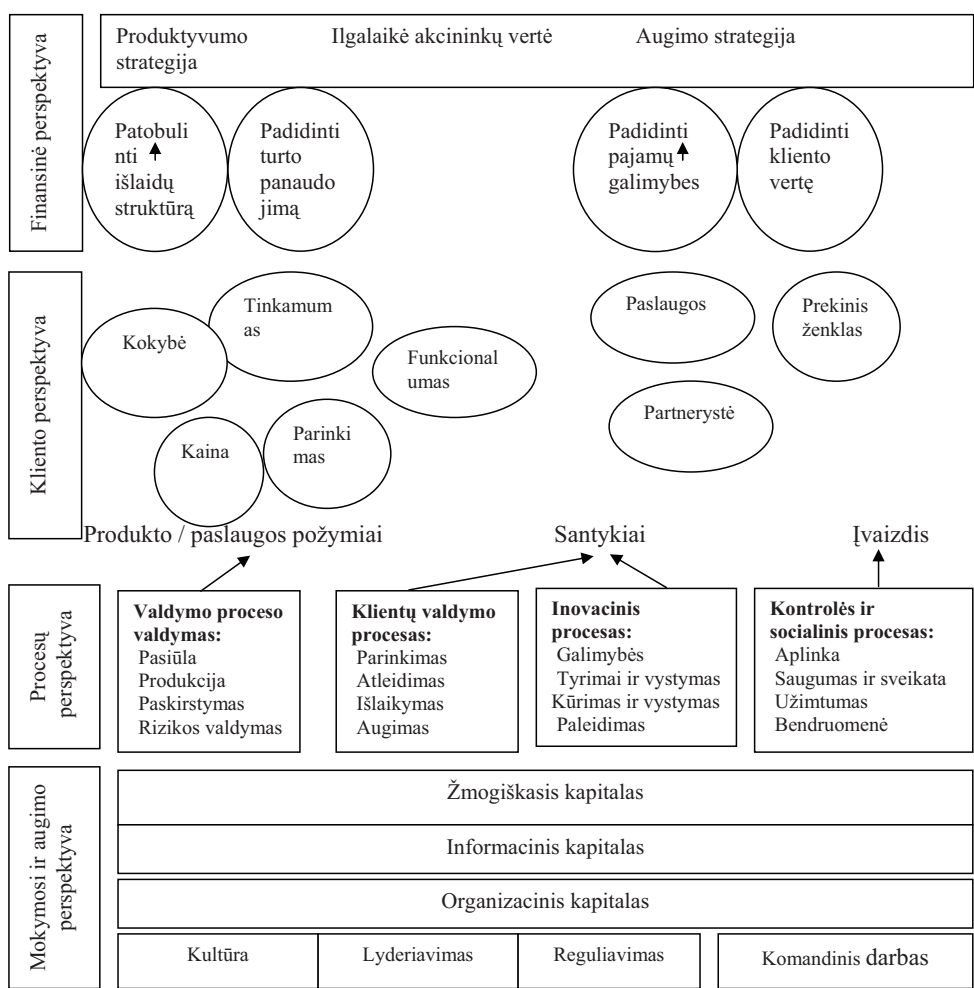 Finansinė perspektyva
Produktyvumo
strategija
Ilgalaikė akcininkų vertė
Augimo strategija
Patobuli
nti
išlaidų
struktūrą
Padidinti
turto
panaudo
jimą
Padidinti
pajamų
galimybes
Padidinti
kliento
vertę
Kliento perspektyva
Kokybė
Tinkamum
as
Funkcional
umas
Kaina
Parinki
mas
Paslaugos
Prekinis
ženklas
Partnerystė
Produkto / paslaugos požymiai
Santykiai
Įvaizdis
Procesų
perspektyva
Valdymo proceso
valdymas:
Pasiūla
Produkcija
Paskirstymas
Rizikos valdymas
Klientų valdymo
procesas:
Parinkimas
Atleidimas
Išlaikymas
Augimas
Inovacinis
procesas:
Galimybės
Tyrimai ir vystymas
Kūrimas ir vystymas
Paleidimas
Kontrolės ir
socialinis procesas:
Aplinka
Saugumas ir sveikata
Užimtumas
Bendruomenė
Mokymosi ir augimo
perspektyva
Žmogiškasis kapitalas
Informacinis kapitalas
Organizacinis kapitalas
Kultūra
Lyderiavimas
Reguliavimas
Komandinis darbas